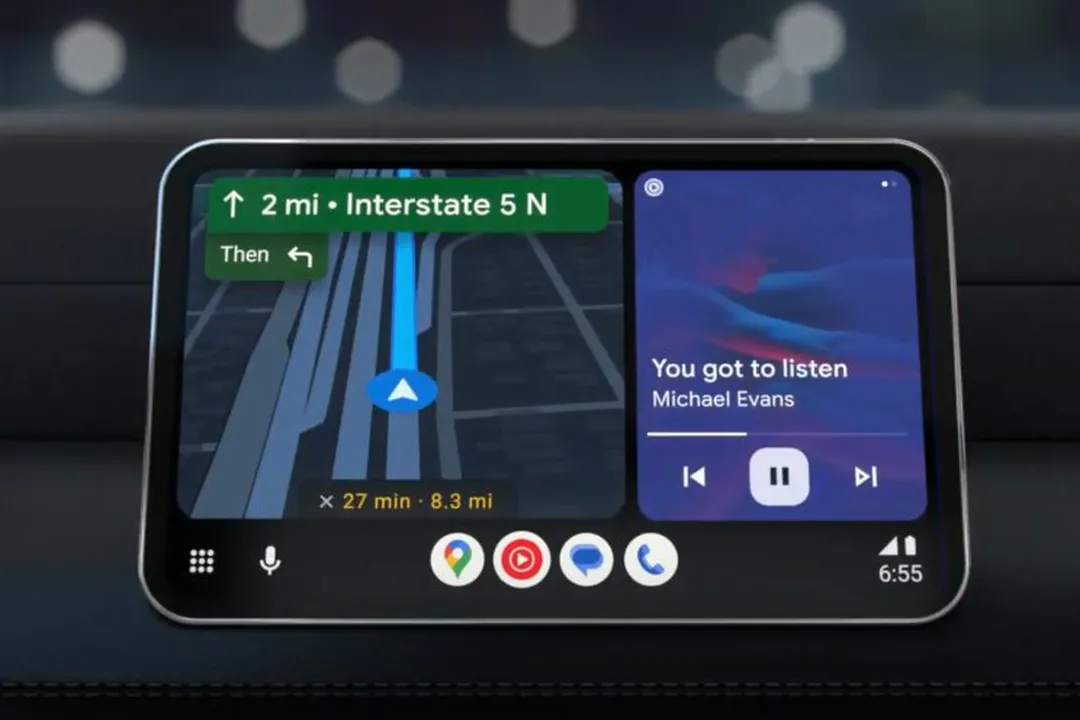 2 mi • Interstate 5 N
Then
27 min · 8.3 mi
You got to listen
Michael Evans
6:55